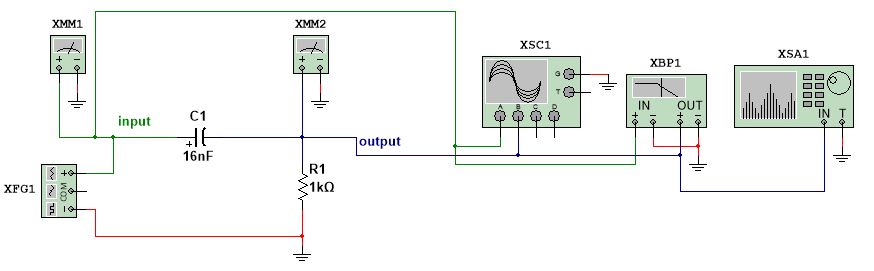 XMM1
XMM2
XSC1
XBP1
XSA1
+ -
+ -
G
T
A B C D
IN OUT
+ - + -
IN T
input
C1
+
16nF
output
R1
1kΩ
XFG1
+
COM